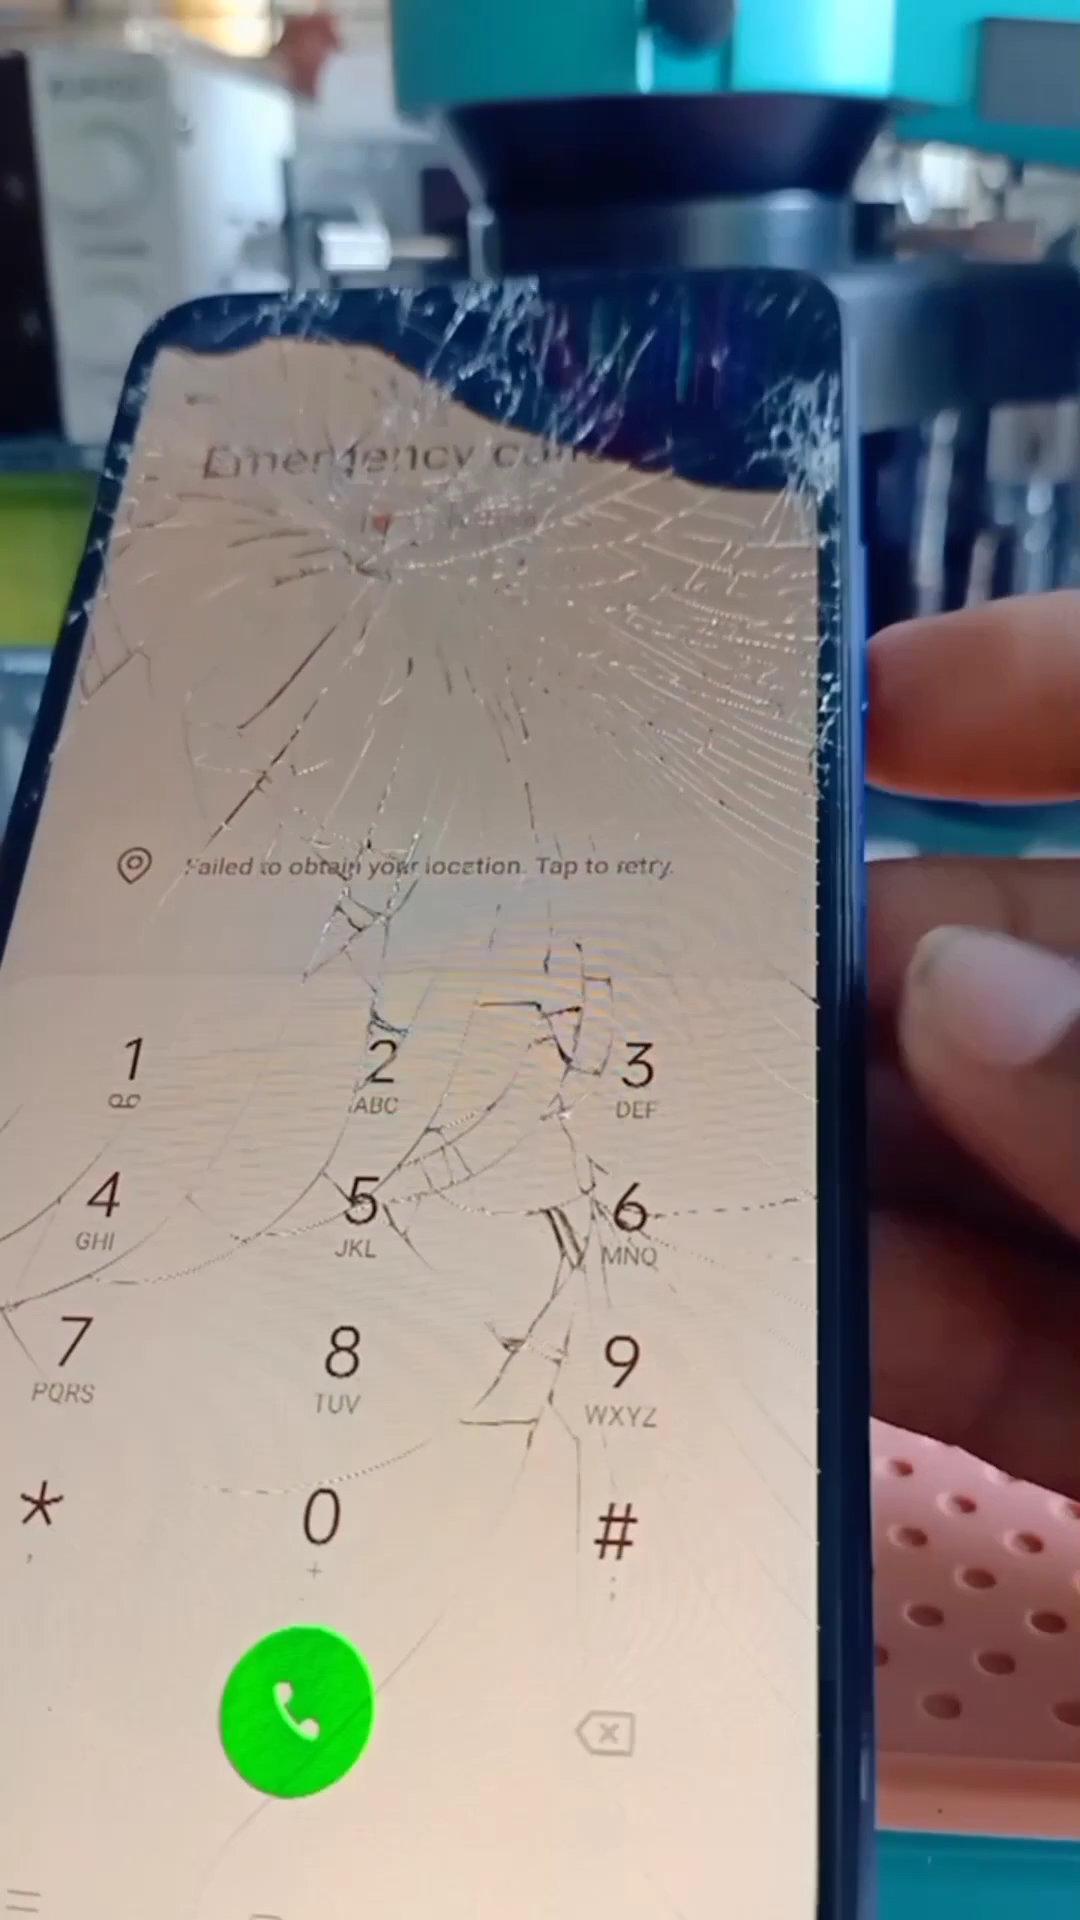 Emergency
Failed to obtain your location. Tap to retry.
1
2
ABC
3
DEF
4
GHI
5
JKL
6
MNO
7
PQRS
8
TUV
9
WXYZ
*
,
0
+
#
;